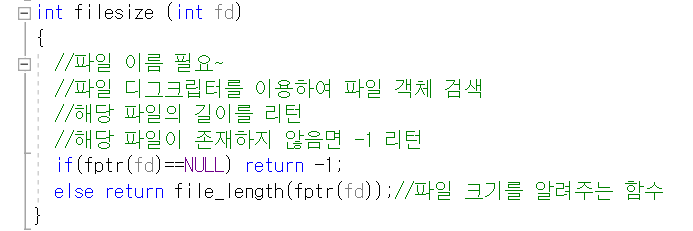 int filesize (int fd)
{
//파일 이름 필요~
//파일 디그크립터를 이용하여 파일 객체 검색
//해당 파일의 길이를 리턴
//해당 파일이 존재하지 않음면 -1 리턴
if(fptr(fd)==NULL) return -1;
else return file_length(fptr(fd));//파일 크기를 알려주는 함수
}